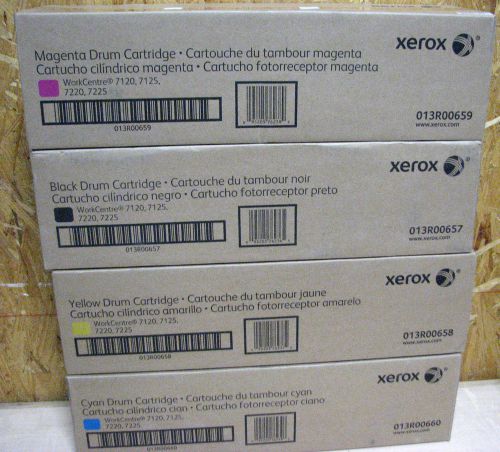 Magenta Drum Cartridge • Cartouche du tambour magenta
Cartucho cilíndrico magenta • Cartucho fotorreceptor magenta
WorkCentre® 7120, 7125,
7220, 7225
013R00659
xerox
013R00659
www.xerox.com
Black Drum Cartridge • Cartouche du tambour noir
Cartucho cilíndrico negro • Cartucho fotorreceptor preto
WorkCentre® 7120, 7125,
7220, 7225
013R00657
xerox
013R00657
www.xerox.com
Yellow Drum Cartridge • Cartouche du tambour jaune
Cartucho cilíndrico amarillo • Cartucho fotorreceptor amarelo
WorkCentre® 7120, 7125,
7220, 7225
013R00658
xerox
013R00658
www.xerox.com
Cyan Drum Cartridge • Cartouche du tambour cyan
Cartucho cilíndrico cian • Cartucho fotorreceptor ciano
WorkCentre® 7120, 7125,
7220, 7225
013R00660
xerox
013R00660
www.xerox.com